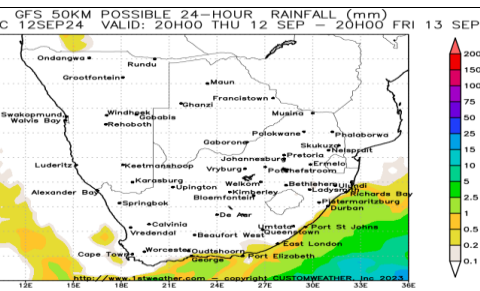 GFS 50KM POSSIBLE 24-HOUR RAINFALL (mm)
C 12SEP24 VALID: 20H00 THU 12 SEP - 20H00 FRI 13 SEP
Ondangwa
Rundu
Grootfontein
Maun
Francistown
Ghanzi
Swakopmund
Windhoek
Gobabis
Musina
Walvis Bay
Rehoboth
Polokwane
Phalaborwa
Gaborone
Skukuza
Nelspruit
Johannesburg
Pretoria
Luderitz
Keetmanshoop
Vryburg
Ermelo
Potchefstroom
Karasburg
Welkom
Bethlehem
Ulundi
Alexander Bay
Upington
Kimberley
Ladysmith
Richards Bay
Bloemfontein
Springbok
Pietermaritzburg
Durban
De Aar
Calvinia
Umtata
Port St Johns
Vredendal
Beaufort West
Queenstown
East London
Cape Town
Worcester
Oudtshoorn
George
Port Elizabeth
http://www.1stweather.com - copyright CUSTOMWEATHER, Inc 2023
12E 15E 18E 21E 24E 27E 30E 33E 36E
200
150
100
75
50
25
15
10
5
2.5
1
0.5
0.2
0.1